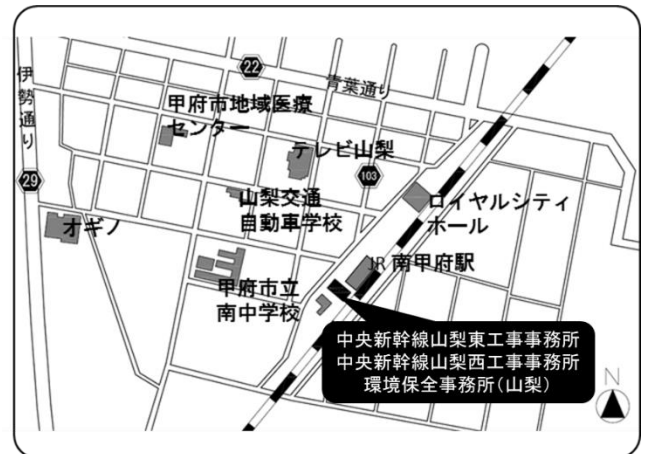 22
青葉通り
伊勢通り
甲府市地域医療
センター
テレビ山梨
103
29
山梨交通
自動車学校
ロイヤルシティ
ホール
オギノ
JR 南甲府駅
甲府市立
南中学校
中央新幹線山梨東工事事務所
中央新幹線山梨西工事事務所
環境保全事務所(山梨)
N